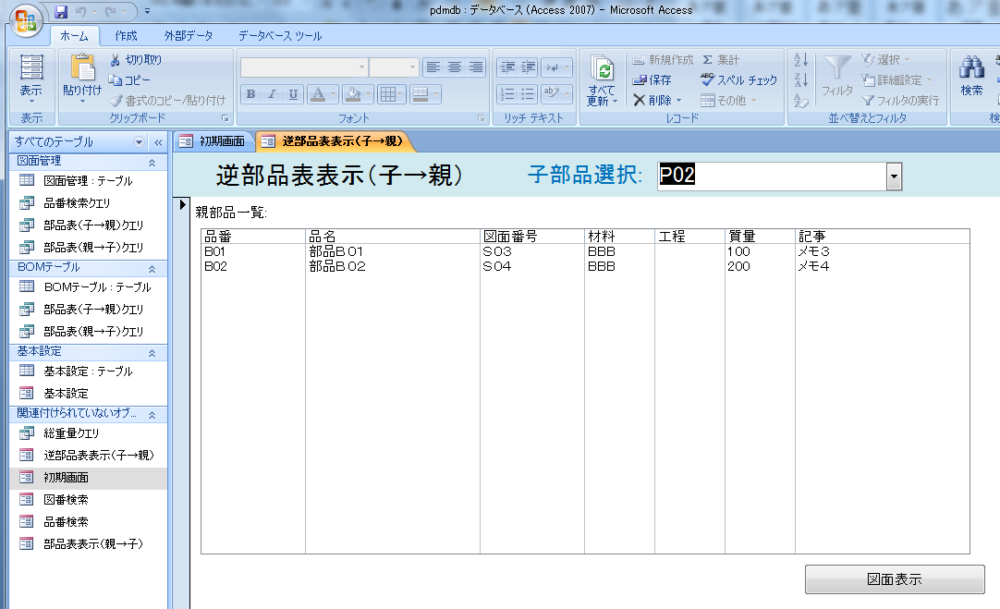 pdmdb : データベース (Access 2007) - Microsoft Access
ホーム 作成 外部データ データベース ツール
表示
表示
貼り付け
切り取り
コピー
書式のコピー/貼り付け
クリップボード
B I U A
フォント
リッチ テキスト
すべて
更新
新規作成 Σ 集計
保存 スペル チェック
削除 その他
レコード
フィルタ
選択
詳細設定
フィルタの実行
並べ替えとフィルタ
検索
すべてのテーブル
図面管理
図面管理 : テーブル
品番検索クエリ
部品表(子→親)クエリ
部品表(親→子)クエリ
BOMテーブル
BOMテーブル : テーブル
部品表(子→親)クエリ
部品表(親→子)クエリ
基本設定
基本設定 : テーブル
基本設定
関連付けられていないオブ...
総重量クエリ
逆部品表表示(子→親)
初期画面
図番検索
品番検索
部品表表示(親→子)
初期画面 逆部品表表示(子→親)
逆部品表表示(子→親) 子部品選択: P02
親部品一覧:
品番 品名 図面番号 材料 工程 質量 記事
B01 部品B01 S03 BBB 100 メモ3
B02 部品B02 S04 BBB 200 メモ4
図面表示